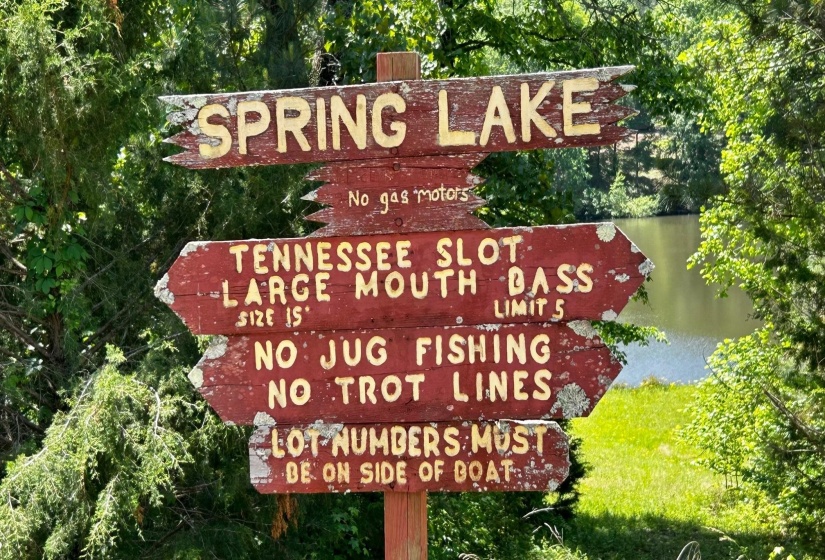 SPRING LAKE
No gas motors
TENNESSEE SLOT
LARGE MOUTH BASS
SIZE 15" LIMIT 5
NO JUG FISHING
NO TROT LINES
LOT NUMBERS MUST
BE ON SIDE OF BOAT